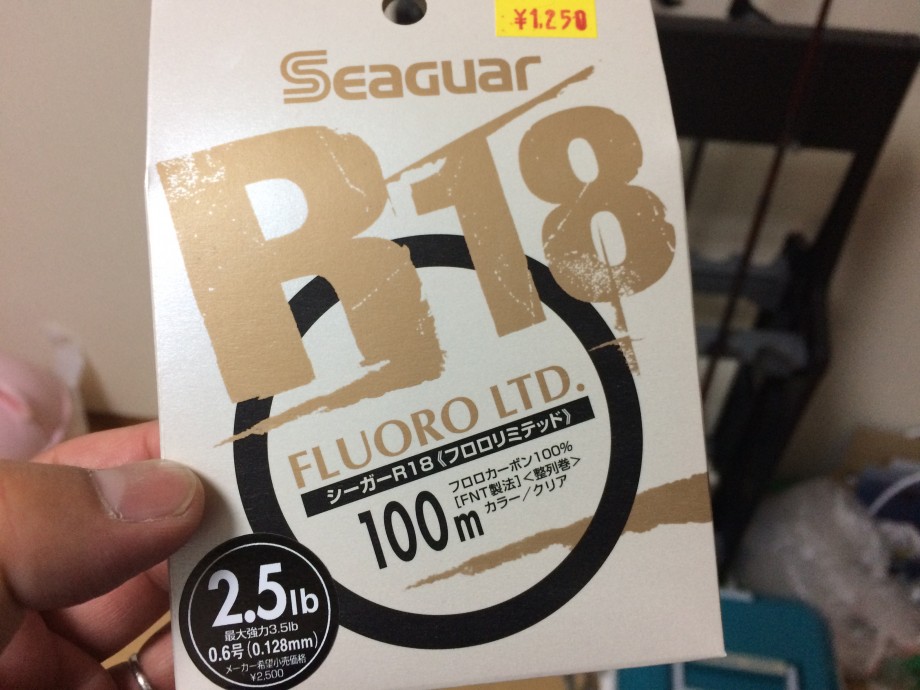 ¥1,250
SEAGUAR
R18
FLUORO LTD.
シーガーR18《フロロリミテッド》
フロロカーボン100%
[FNT製法]<整列巻>
カラー/クリア
100m
2.5lb
最大強力3.5lb
0.6号(0.128mm)
メーカー希望小売価格
¥2,500